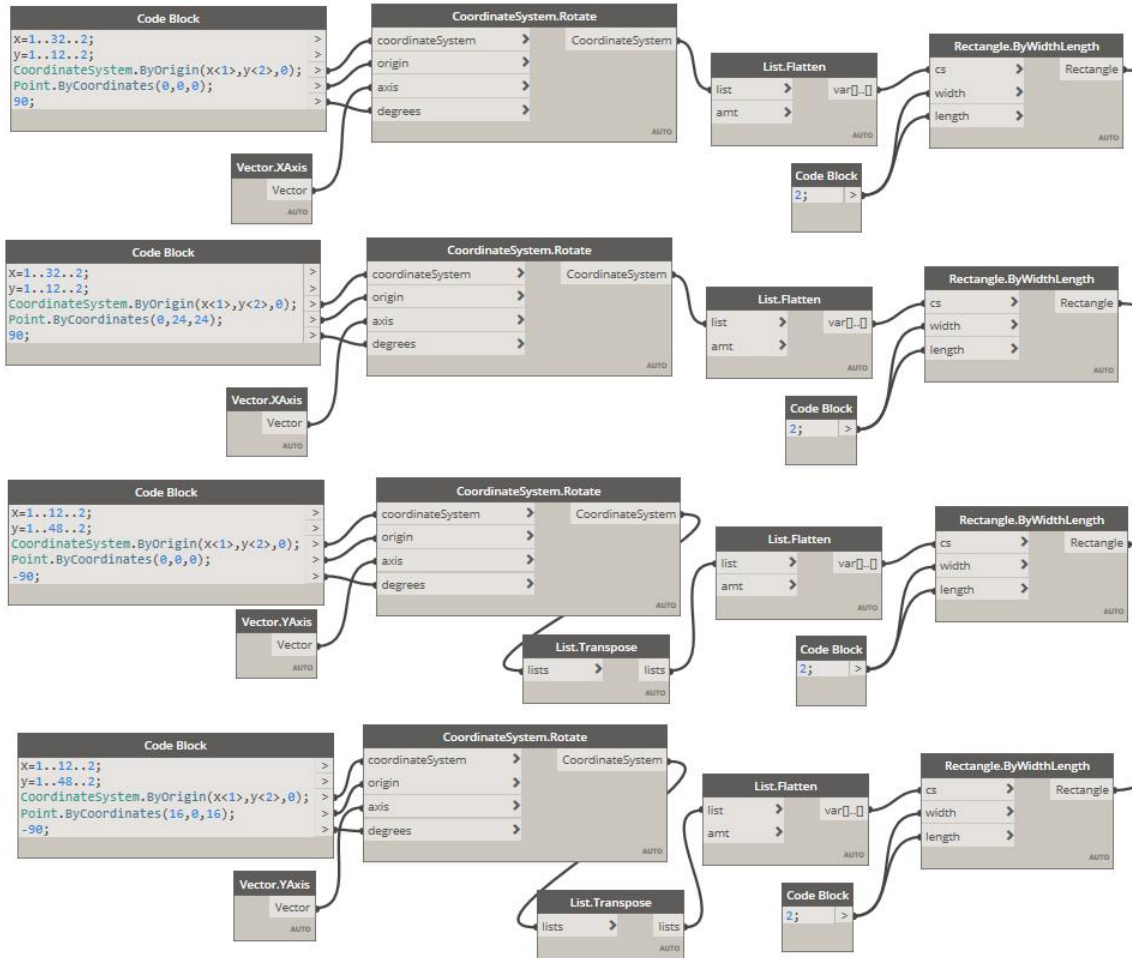 Code Block
x=1..32..2; >
y=1..12..2; >
CoordinateSystem.ByOrigin(x<1>,y<2>,0); >
Point.ByCoordinates(0,0,0); >
90; >
CoordinateSystem.Rotate
coordinateSystem > CoordinateSystem
origin >
axis >
degrees >
AUTO
List.Flatten
list > var[]..[]
amt >
AUTO
Rectangle.ByWidthLength
cs > Rectangle
width >
length >
AUTO
Vector.XAxis
Vector
AUTO
Code Block
2; >
Code Block
x=1..32..2; >
y=1..12..2; >
CoordinateSystem.ByOrigin(x<1>,y<2>,0); >
Point.ByCoordinates(0,24,24); >
90; >
CoordinateSystem.Rotate
coordinateSystem > CoordinateSystem
origin >
axis >
degrees >
AUTO
List.Flatten
list > var[]..[]
amt >
AUTO
Rectangle.ByWidthLength
cs > Rectangle
width >
length >
AUTO
Vector.XAxis
Vector
AUTO
Code Block
2; >
Code Block
x=1..12..2; >
y=1..48..2; >
CoordinateSystem.ByOrigin(x<1>,y<2>,0); >
Point.ByCoordinates(0,0,0); >
-90; >
CoordinateSystem.Rotate
coordinateSystem > CoordinateSystem
origin >
axis >
degrees >
AUTO
List.Flatten
list > var[]..[]
amt >
AUTO
Rectangle.ByWidthLength
cs > Rectangle
width >
length >
AUTO
Vector.YAxis
Vector
AUTO
List.Transpose
lists > lists
AUTO
Code Block
2; >
Code Block
x=1..12..2; >
y=1..48..2; >
CoordinateSystem.ByOrigin(x<1>,y<2>,0); >
Point.ByCoordinates(16,0,16); >
-90; >
CoordinateSystem.Rotate
coordinateSystem > CoordinateSystem
origin >
axis >
degrees >
AUTO
List.Flatten
list > var[]..[]
amt >
AUTO
Rectangle.ByWidthLength
cs > Rectangle
width >
length >
AUTO
Vector.YAxis
Vector
AUTO
List.Transpose
lists > lists
AUTO
Code Block
2; >